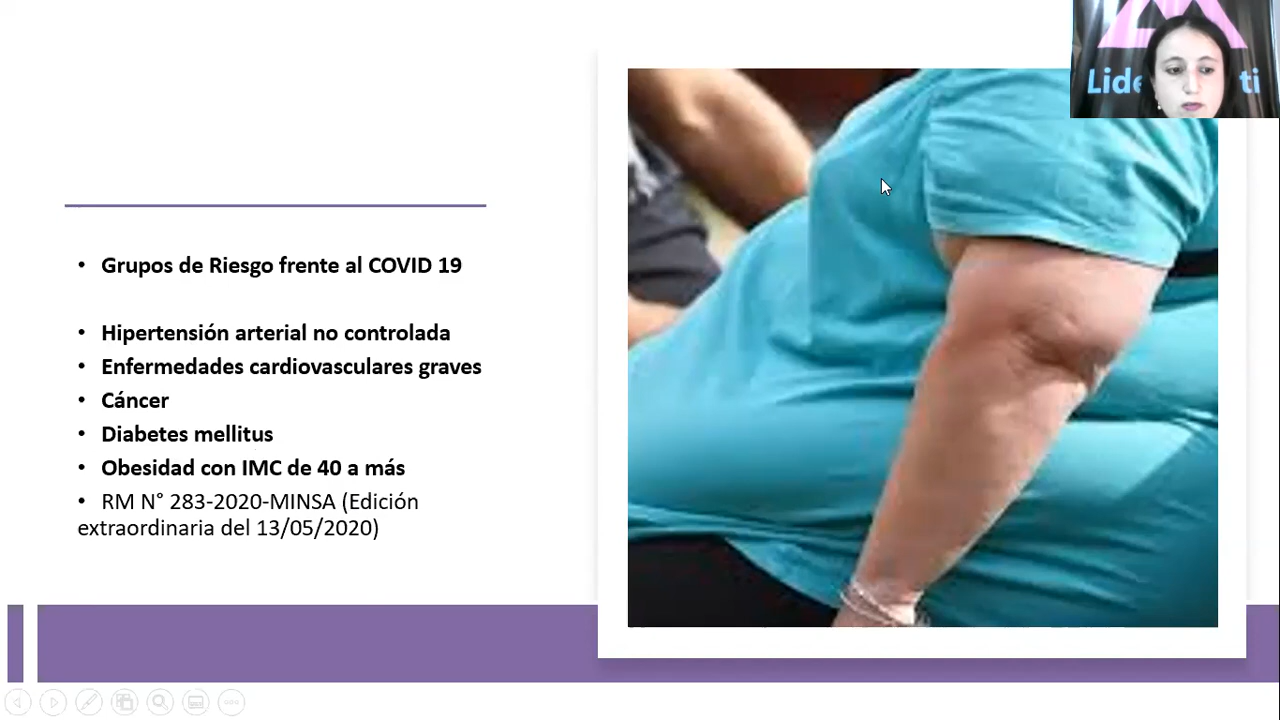 • Grupos de Riesgo frente al COVID 19
• Hipertensión arterial no controlada
• Enfermedades cardiovasculares graves
• Cáncer
• Diabetes mellitus
• Obesidad con IMC de 40 a más
• RM N° 283-2020-MINSA (Edición
extraordinaria del 13/05/2020)